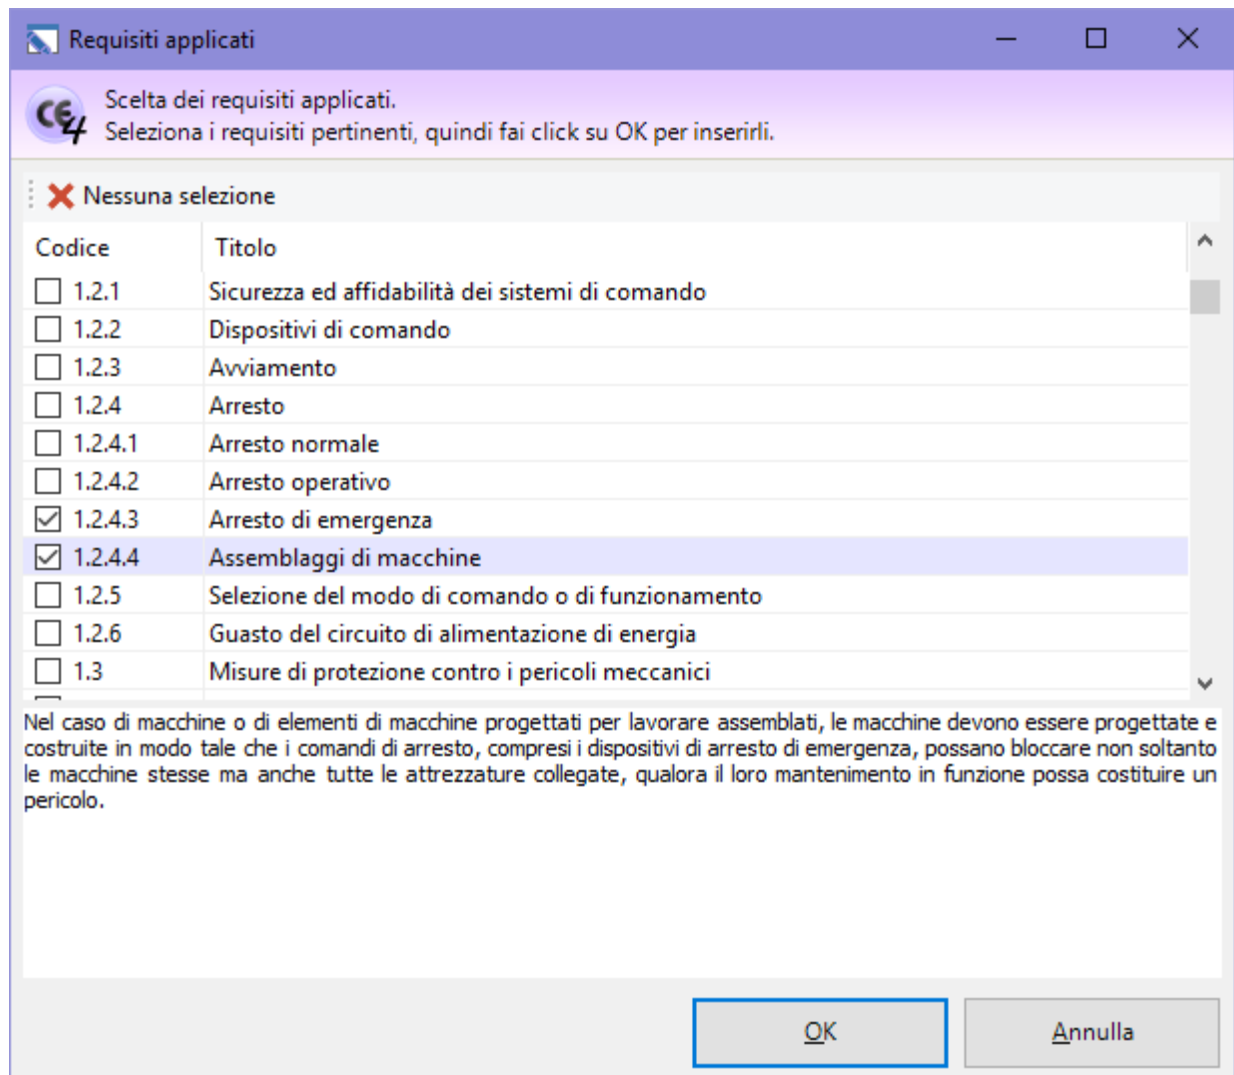 Requisiti applicati
CE4
Scelta dei requisiti applicati.
Seleziona i requisiti pertinenti, quindi fai click su OK per inserirli.
Nessuna selezione
Codice Titolo
1.2.1 Sicurezza ed affidabilità dei sistemi di comando
1.2.2 Dispositivi di comando
1.2.3 Avviamento
1.2.4 Arresto
1.2.4.1 Arresto normale
1.2.4.2 Arresto operativo
1.2.4.3 Arresto di emergenza
1.2.4.4 Assemblaggi di macchine
1.2.5 Selezione del modo di comando o di funzionamento
1.2.6 Guasto del circuito di alimentazione di energia
1.3 Misure di protezione contro i pericoli meccanici
Nel caso di macchine o di elementi di macchine progettati per lavorare assemblati, le macchine devono essere progettate e
costruite in modo tale che i comandi di arresto, compresi i dispositivi di arresto di emergenza, possano bloccare non soltanto
le macchine stesse ma anche tutte le attrezzature collegate, qualora il loro mantenimento in funzione possa costituire un
pericolo.
OK Annulla